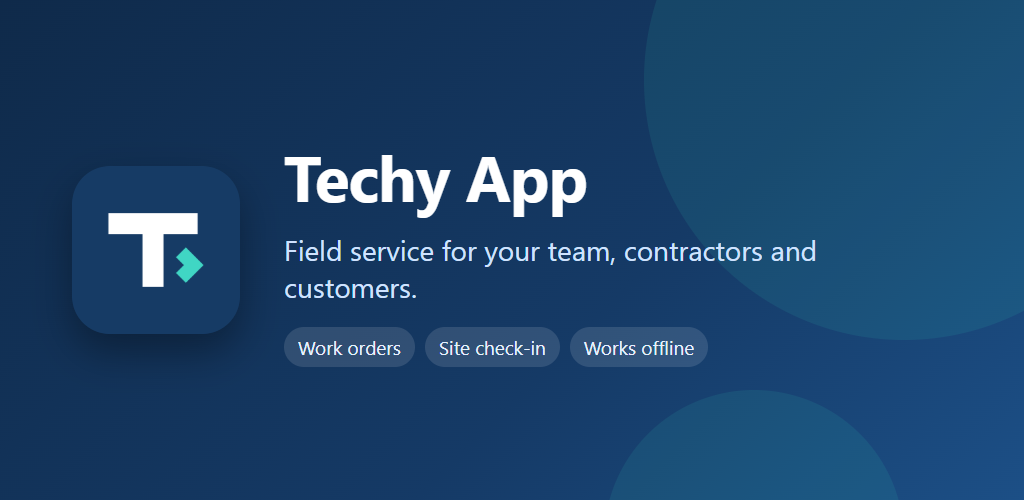 Techy App
Field service for your team, contractors and
customers.
Work orders
Site check-in
Works offline